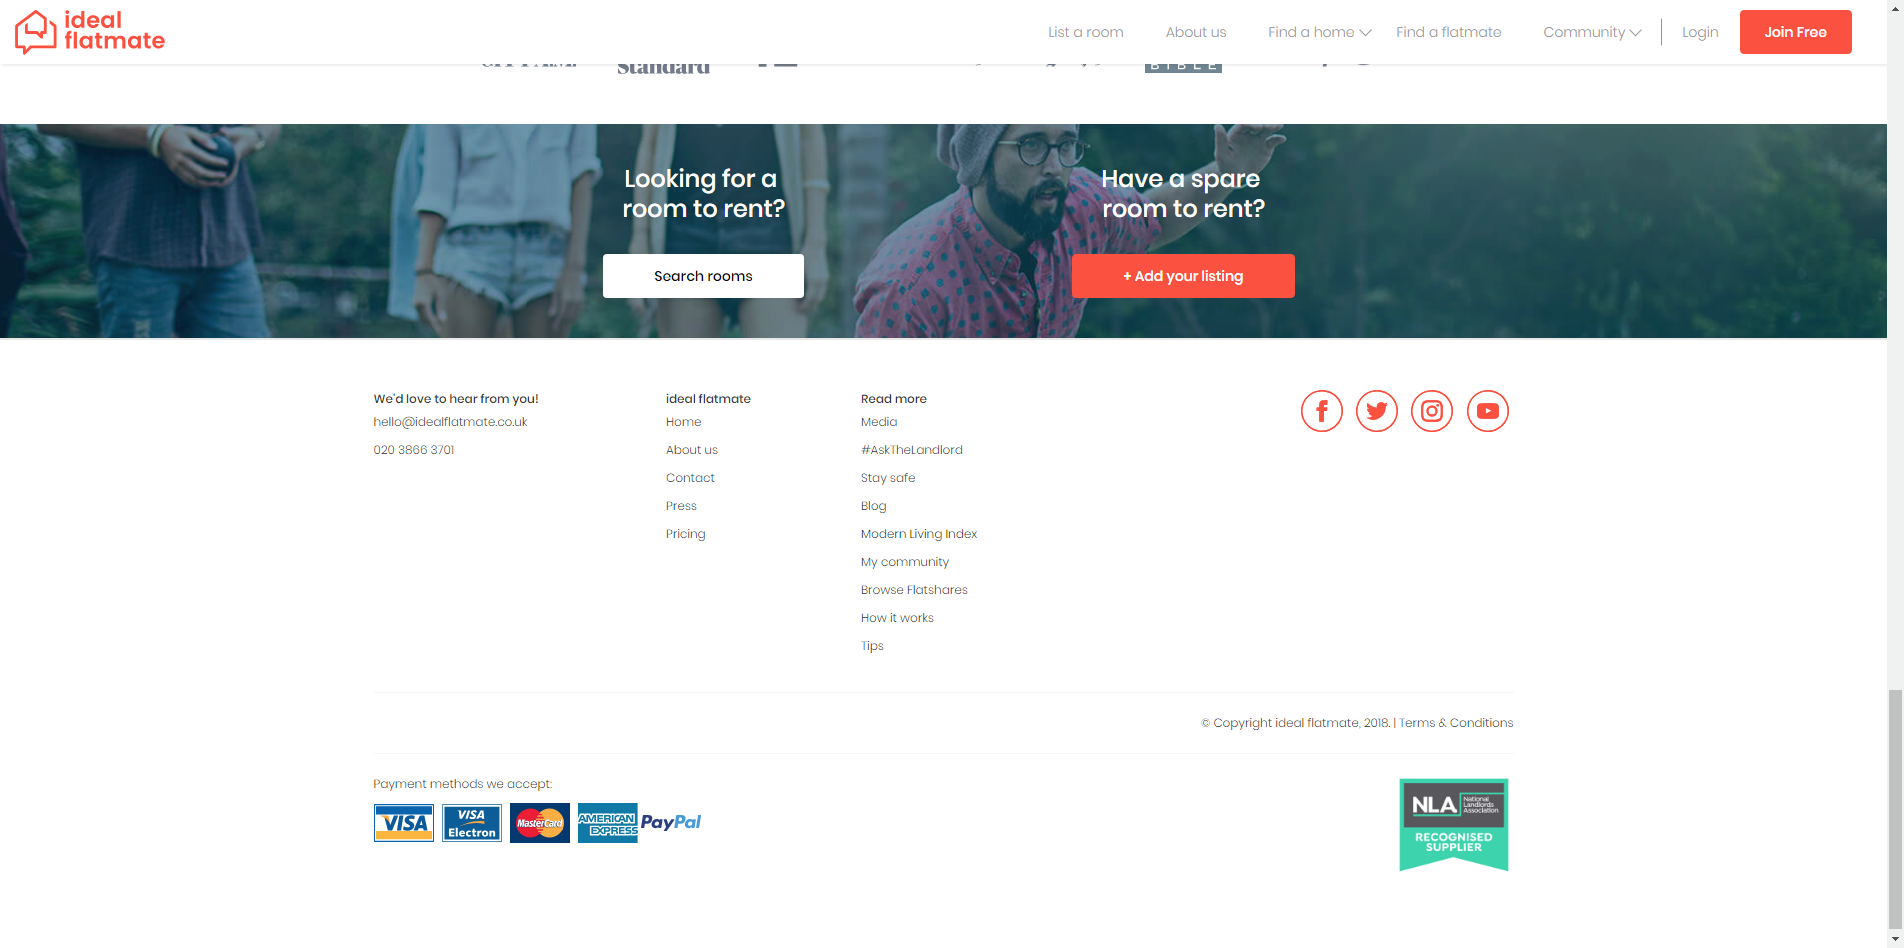 ideal
flatmate
List a room
About us
Find a home
Find a flatmate
Community
Login
Join Free
Standard
BIBLE
Looking for a
room to rent?
Search rooms
Have a spare
room to rent?
+ Add your listing
We'd love to hear from you!
hello@idealflatmate.co.uk
020 3866 3701
ideal flatmate
Home
About us
Contact
Press
Pricing
Read more
Media
#AskTheLandlord
Stay safe
Blog
Modern Living Index
My community
Browse Flatshares
How it works
Tips
© Copyright ideal flatmate, 2018. | Terms & Conditions
Payment methods we accept:
VISA
VISA
Electron
MasterCard
AMERICAN
EXPRESS
PayPal
NLA
National
Landlords
Association
RECOGNISED
SUPPLIER